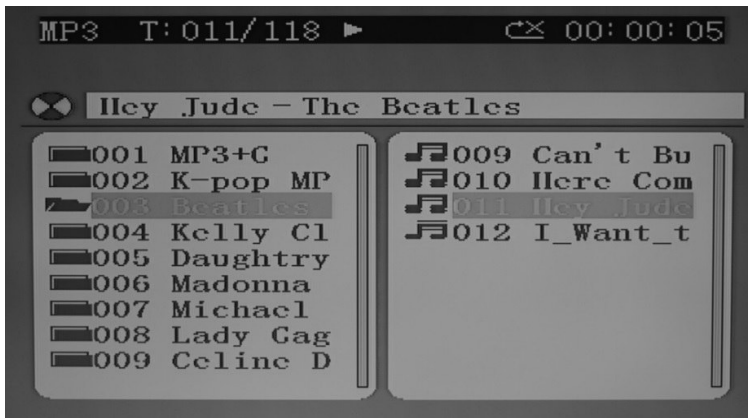 MP3 T:011/118 00:00:05
Hey Jude - The Beatles
001 MP3+G
002 K-pop MP
003 Beatles
004 Kelly Cl
005 Daughtry
006 Madonna
007 Michael
008 Lady Gag
009 Celine D
009 Can't Bu
010 Here Com
011 Hey Jude
012 I_Want_t